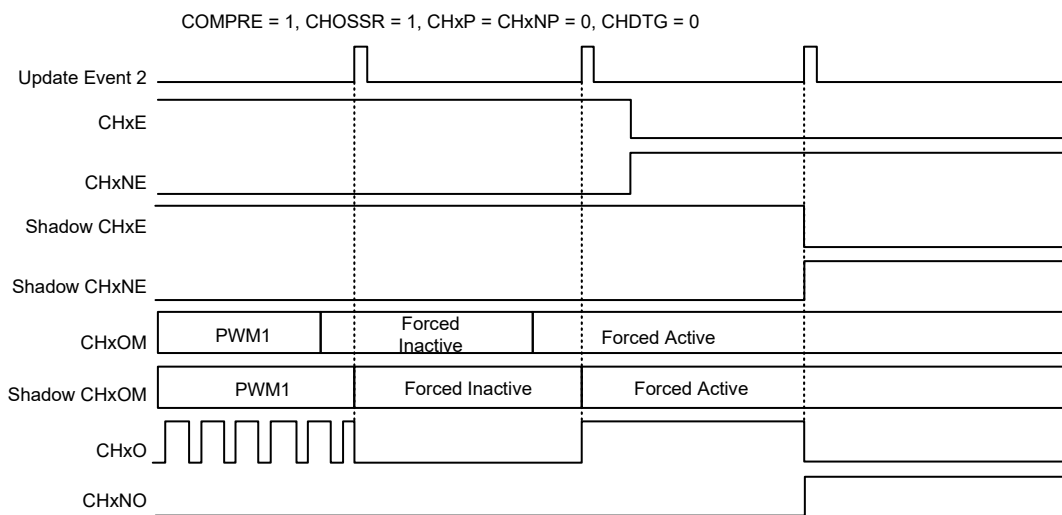 COMPRE = 1, CHOSSR = 1, CHxP = CHxNP = 0, CHDTG = 0
Update Event 2
CHxE
CHxNE
Shadow CHxE
Shadow CHxNE
CHxOM
PWM1
Forced
Inactive
Forced Active
Shadow CHxOM
PWM1
Forced Inactive
Forced Active
CHxO
CHxNO